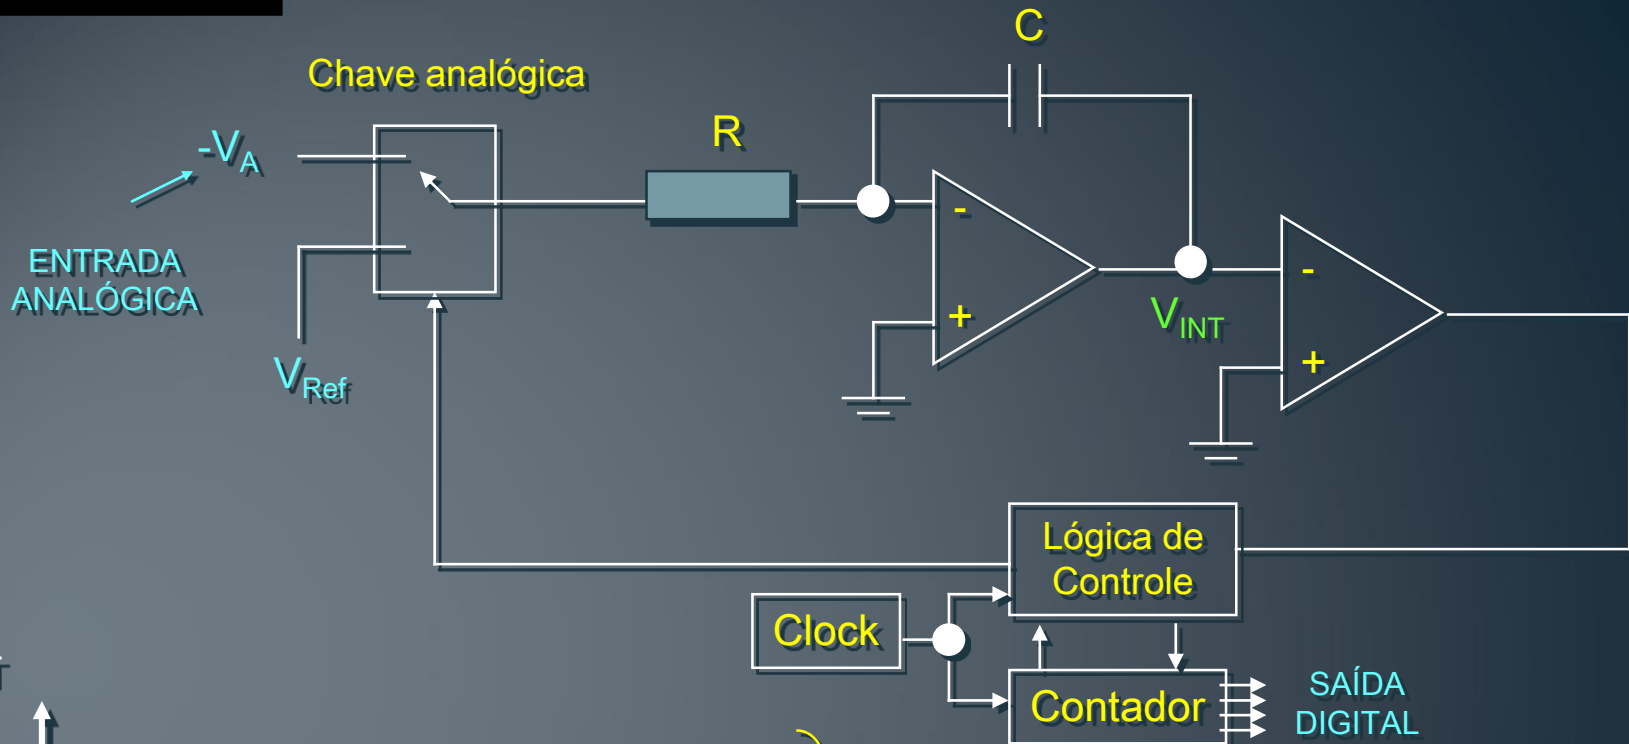 C
Chave analógica
R
-VA
ENTRADA
ANALÓGICA
VRef
-
+
VINT
-
+
Lógica de
Controle
Clock
Contador
SAÍDA
DIGITAL